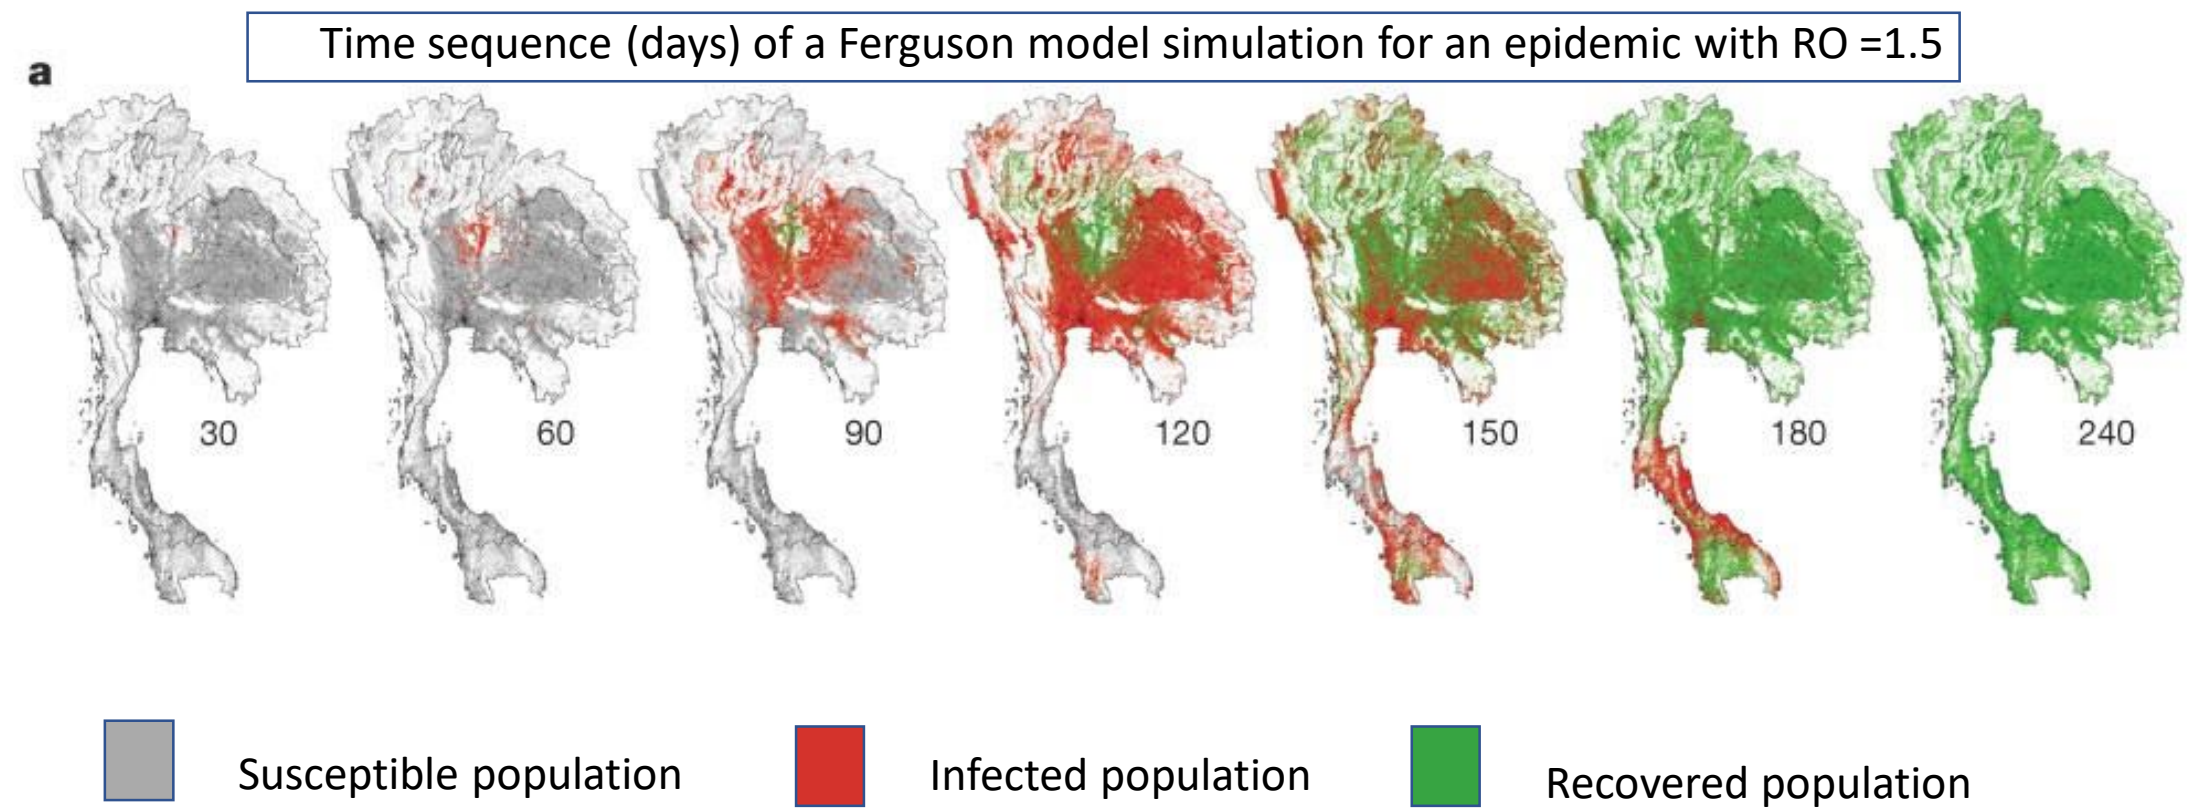 Time sequence (days) of a Ferguson model simulation for an epidemic with RO =1.5
a
30 60 90 120 150 180 240
Susceptible population Infected population Recovered population